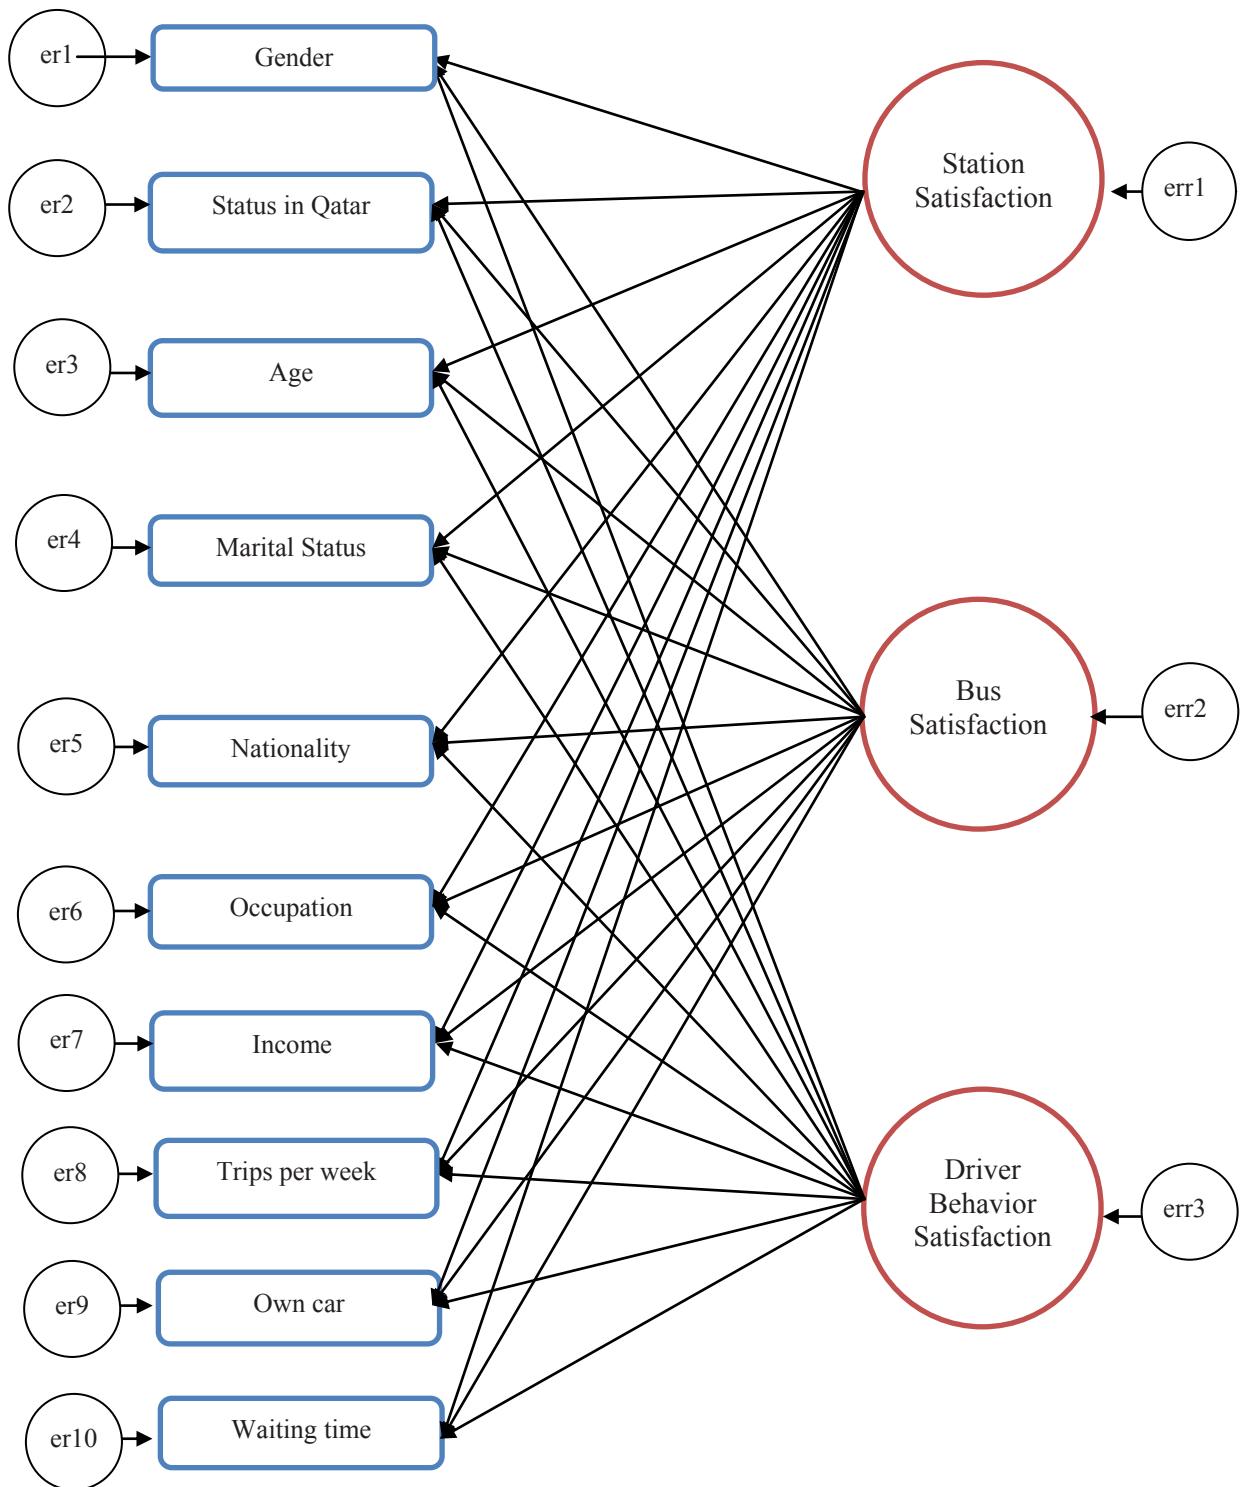 er1
Gender
er2
Status in Qatar
er3
Age
er4
Marital Status
er5
Nationality
er6
Occupation
er7
Income
er8
Trips per week
er9
Own car
er10
Waiting time
Station
Satisfaction
err1
Bus
Satisfaction
err2
Driver
Behavior
Satisfaction
err3